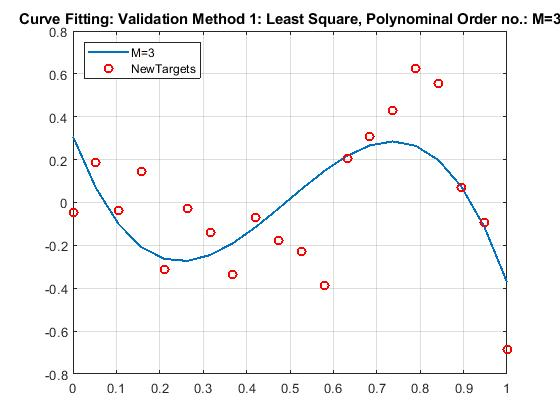 Curve Fitting: Validation Method 1: Least Square, Polynominal Order no.: M=3
0.8
0.6
0.4
0.2
0
-0.2
-0.4
-0.6
-0.8
M=3
NewTargets
0 0.1 0.2 0.3 0.4 0.5 0.6 0.7 0.8 0.9 1